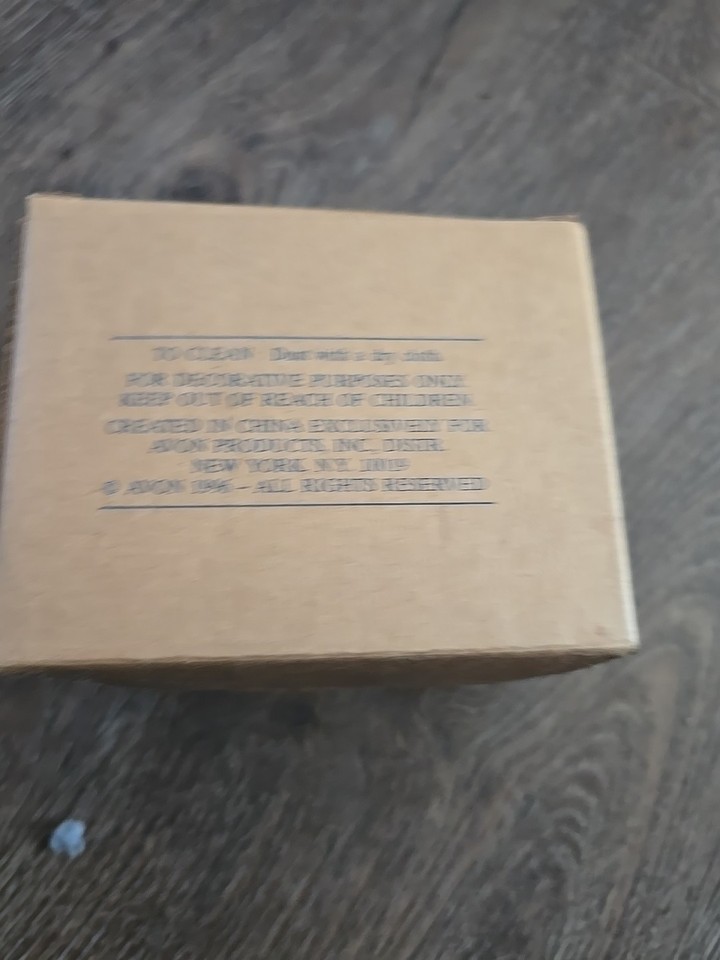 TO CLEAN Dust with a dry cloth.
FOR DECORATIVE PURPOSES ONLY.
KEEP OUT OF REACH OF CHILDREN.
CREATED IN CHINA EXCLUSIVELY FOR
AVON PRODUCTS, INC., DISTR.
NEW YORK, N.Y. 10019
© AVON 1996 – ALL RIGHTS RESERVED